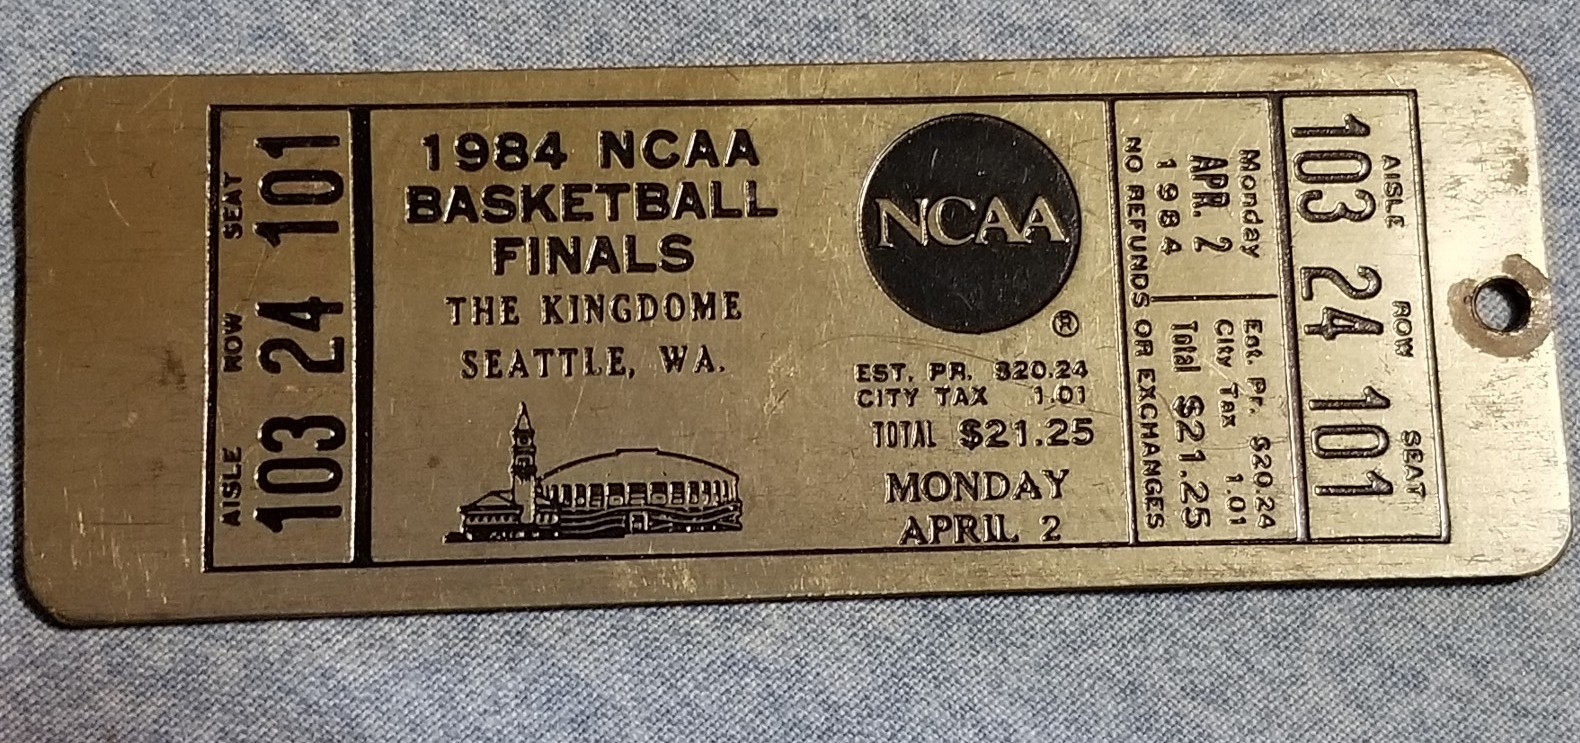 SEAT 101
ROW 24
AISLE 103
1984 NCAA
BASKETBALL
FINALS
THE KINGDOME
SEATTLE, WA.
NCAA
®
EST. PR. $20.24
CITY TAX 1.01
TOTAL $21.25
MONDAY
APRIL 2
Monday
APR. 2
1984
Est. Pr. $20.24
City Tax 1.01
Total $21.25
NO REFUNDS OR EXCHANGES
AISLE 103
ROW 24
SEAT 101